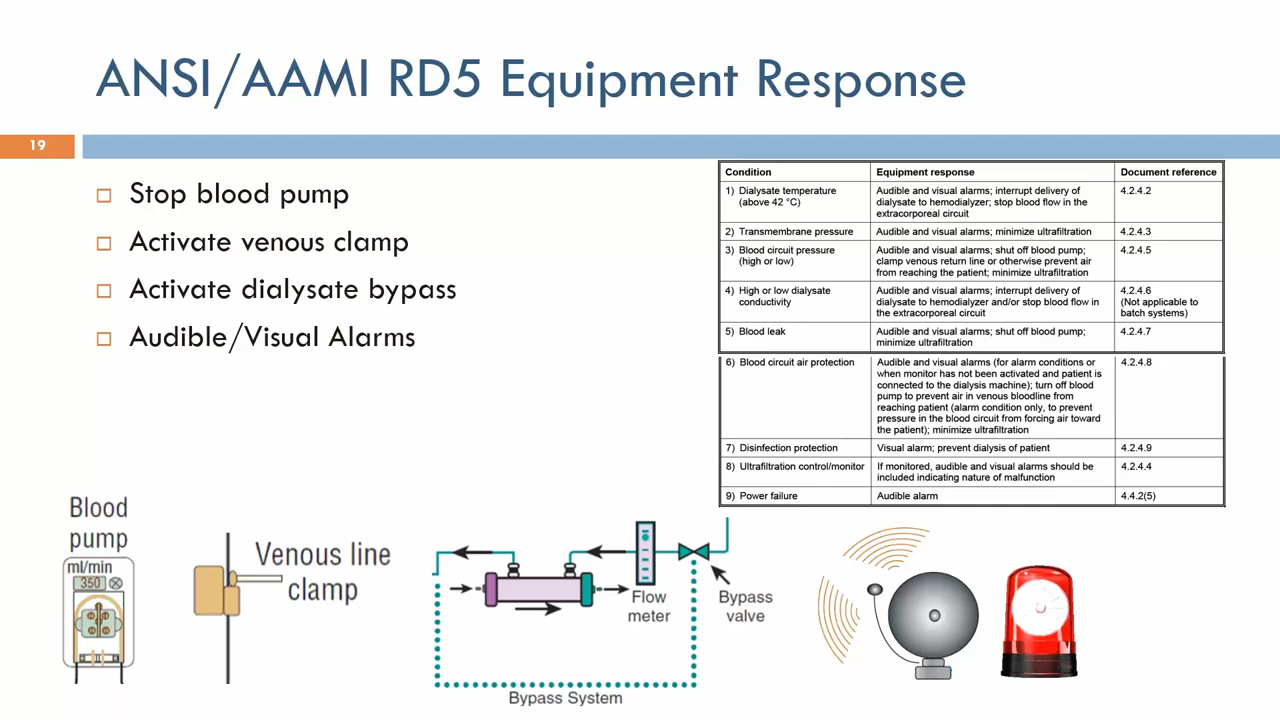 ANSI/AAMI RD5 Equipment Response
19
Stop blood pump
Activate venous clamp
Activate dialysate bypass
Audible/Visual Alarms
Condition Equipment response Document reference
1) Dialysate temperature Audible and visual alarms; interrupt delivery of 4.2.4.2
(above 42 °C) dialysate to hemodialyzer; stop blood flow in the
extracorporeal circuit
2) Transmembrane pressure Audible and visual alarms; minimize ultrafiltration 4.2.4.3
3) Blood circuit pressure Audible and visual alarms; shut off blood pump; 4.2.4.5
(high or low) clamp venous return line or otherwise prevent air
from reaching the patient; minimize ultrafiltration
4) High or low dialysate Audible and visual alarms; interrupt delivery of 4.2.4.6
conductivity dialysate to hemodialyzer and/or stop blood flow in (Not applicable to
the extracorporeal circuit batch systems)
5) Blood leak Audible and visual alarms; shut off blood pump; 4.2.4.7
minimize ultrafiltration
6) Blood circuit air protection Audible and visual alarms (for alarm conditions or 4.2.4.8
when monitor has not been activated and patient is
connected to the dialysis machine); turn off blood
pump to prevent air in venous bloodline from
reaching patient (alarm condition only, to prevent
pressure in the blood circuit from forcing air toward
the patient); minimize ultrafiltration
7) Disinfection protection Visual alarm; prevent dialysis of patient 4.2.4.9
8) Ultrafiltration control/monitor If monitored, audible and visual alarms should be 4.2.4.4
included indicating nature of malfunction
9) Power failure Audible alarm 4.4.2(5)
Blood
pump
ml/min
350
Venous line
clamp
Flow
meter
Bypass
valve
Bypass System